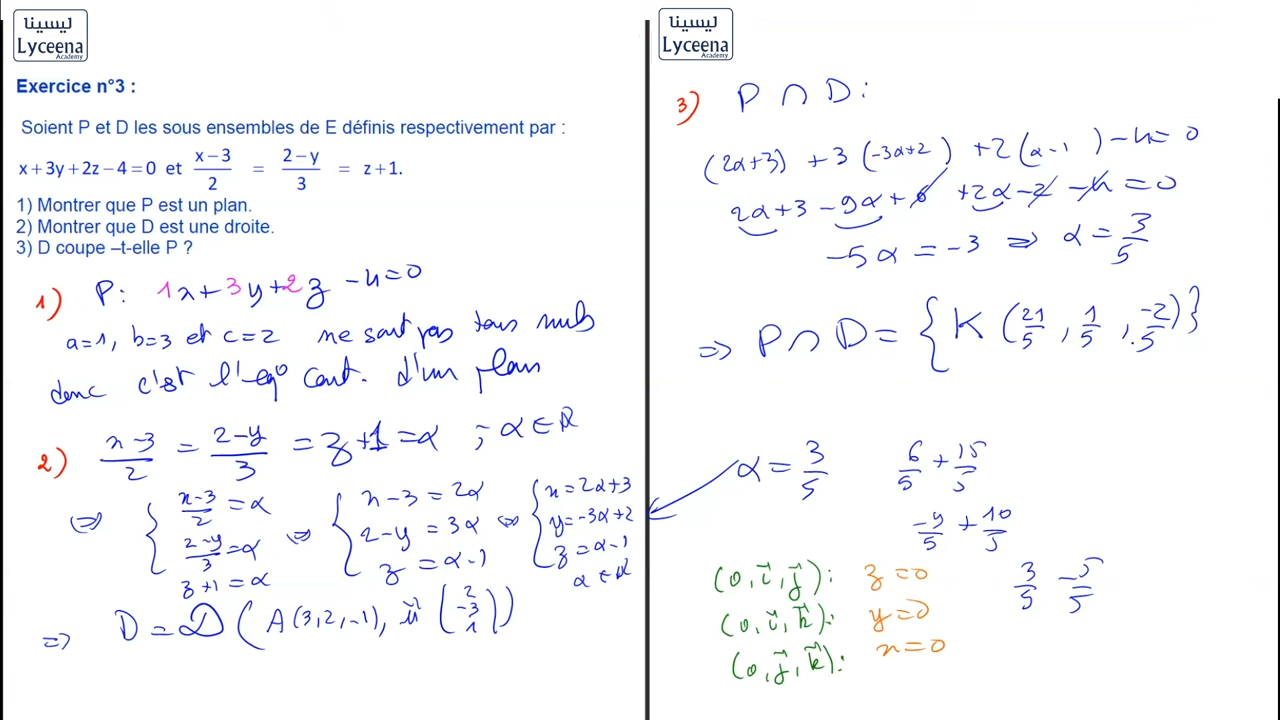 ليسينا
Lyceena
Academy
Exercice n°3 :
Soient P et D les sous ensembles de E définis respectivement par :
x+3y+2z-4=0 et (x-3)/2 = (2-y)/3 = z+1.
1) Montrer que P est un plan.
2) Montrer que D est une droite.
3) D coupe –t-elle P ?
1) P: 1x+3y+2z-4=0
a=1, b=3 et c=2 ne sont pas tous nuls
donc c'est l'eq° cart. d'un plan
2) (x-3)/2 = (2-y)/3 = z+1 = α ; α ∈ ℝ
⇔ { (x-3)/2 = α ⇔ { x-3 = 2α ⇔ { x = 2α+3
(2-y)/3 = α 2-y = 3α y = -3α+2
z+1 = α z = α-1 z = α-1
α ∈ ℝ
⇒ D = D ( A(3,2,-1), u⃗ (2 -3 1) )
ليسينا
Lyceena
Academy
3) P ∩ D :
(2α+3) + 3(-3α+2) + 2(α-1) - 4 = 0
2α+3 - 9α + 6 + 2α - 2 - 4 = 0
-5α = -3 ⇒ α = 3/5
⇒ P ∩ D = { K (21/5, 1/5, -2/5) }
α = 3/5 6/5 + 15/5
-9/5 + 10/5
(o, i⃗, j⃗): z=0 3/5 -5/5
(o, i⃗, k⃗): y=0
(o, j⃗, k⃗): x=0